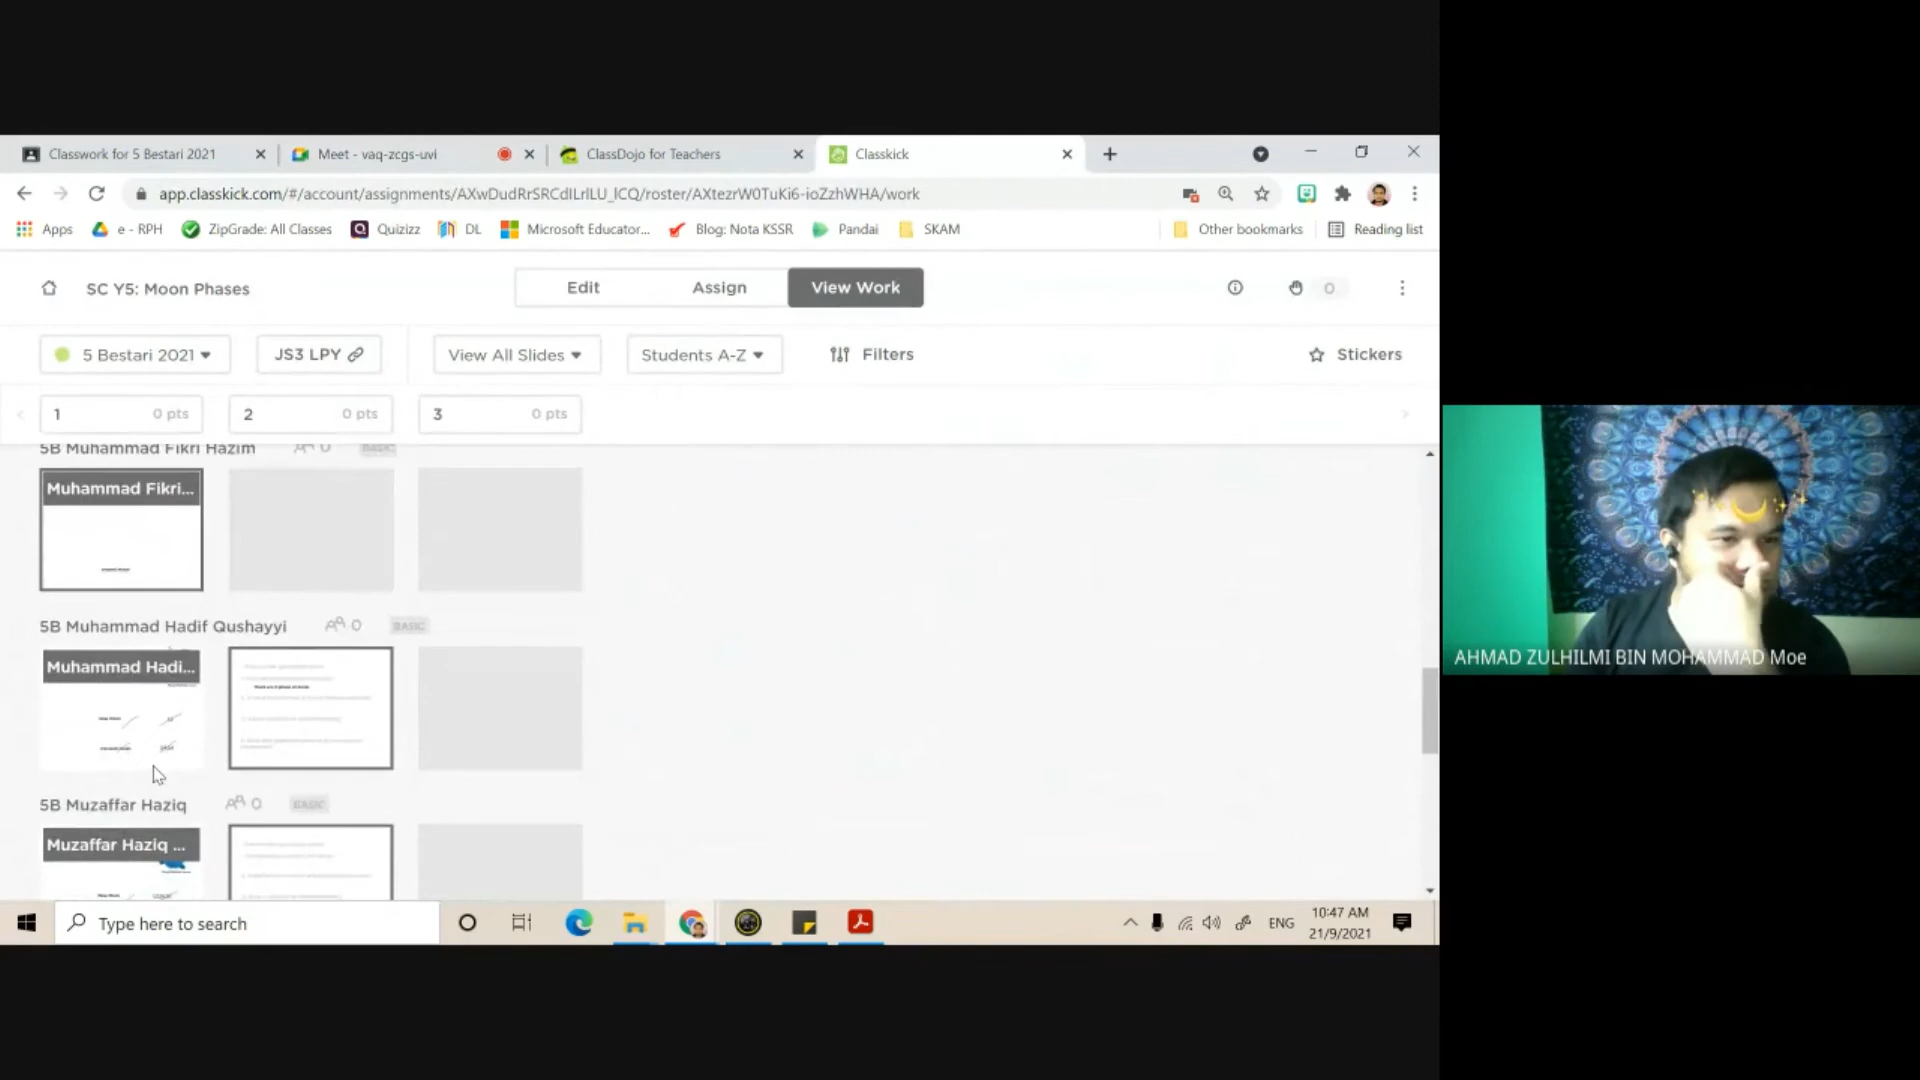 Classwork for 5 Bestari 2021
Meet - vaq-zcgs-uvi
ClassDojo for Teachers
Classkick
app.classkick.com/#/account/assignments/AXwDudRrSRCdILrlLU_lCQ/roster/AXtezrW0TuKi6-ioZzhWHA/work
Apps e - RPH ZipGrade: All Classes Quizizz DL Microsoft Educator... Blog: Nota KSSR Pandai SKAM Other bookmarks Reading list
SC Y5: Moon Phases
Edit Assign View Work
0
5 Bestari 2021 JS3 LPY View All Slides Students A-Z Filters Stickers
1 0 pts 2 0 pts 3 0 pts
5B Muhammad Fikri Hazim 0 BASIC
Muhammad Fikri...
5B Muhammad Hadif Qushayyi 0 BASIC
Muhammad Hadi...
5B Muzaffar Haziq 0 BASIC
Muzaffar Haziq ...
AHMAD ZULHILMI BIN MOHAMMAD Moe
Type here to search
ENG
10:47 AM
21/9/2021